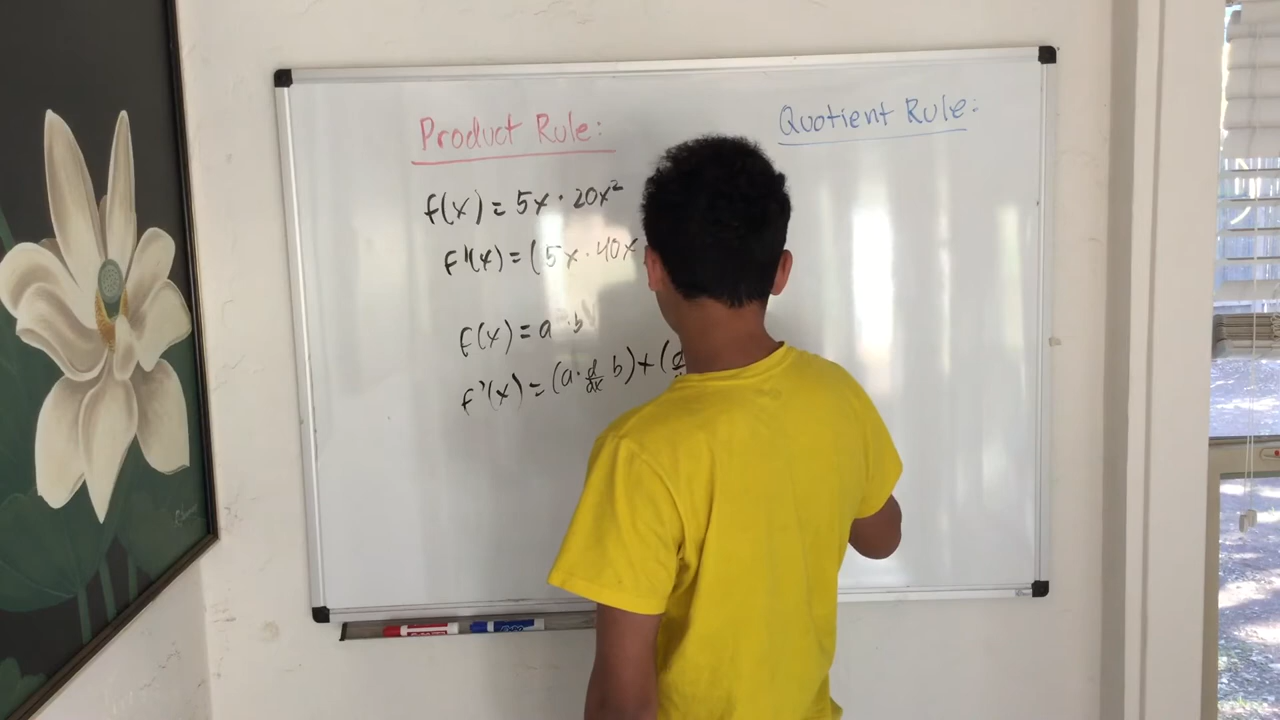 Product Rule:
f(x) = 5x · 20x²
f'(x) = (5x · 40x
f(x) = a · b
f'(x) = (a · d/dx b) + (d
Quotient Rule: